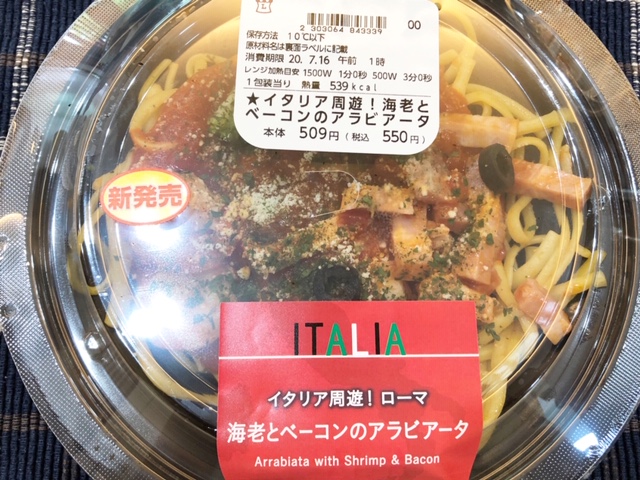 2 303064 843339
00
保存方法 10℃以下
原材料名は裏面ラベルに記載
消費期限 20. 7.16 午前 1時
レンジ加熱目安 1500W 1分0秒 500W 3分0秒
1包装当り 熱量 539kcal
★イタリア周遊!海老と
ベーコンのアラビアータ
本体 509円(税込 550円)
新発売
ITALIA
イタリア周遊! ローマ
海老とベーコンのアラビアータ
Arrabiata with Shrimp & Bacon